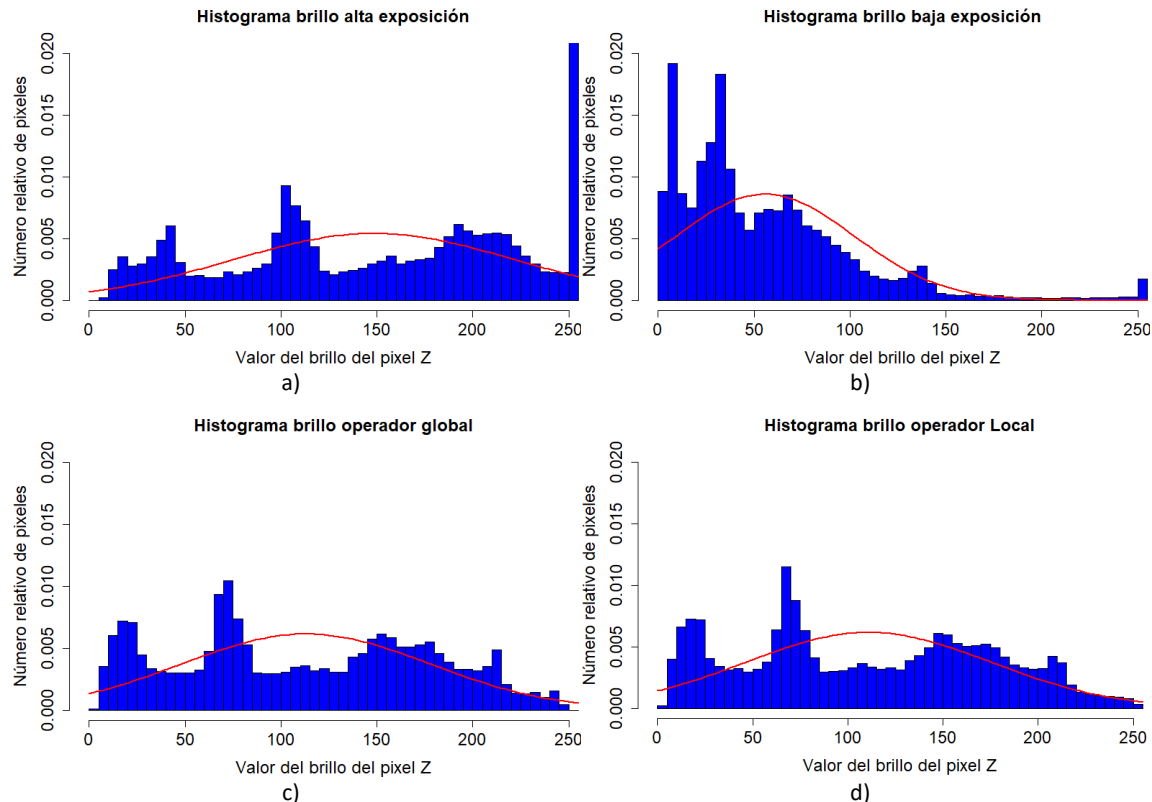 Histograma brillo alta exposición
Número relativo de pixeles
0.000 0.005 0.010 0.015 0.020
0 50 100 150 200 250
Valor del brillo del pixel Z
a)
Histograma brillo baja exposición
Número relativo de pixeles
0.000 0.005 0.010 0.015 0.020
0 50 100 150 200 250
Valor del brillo del pixel Z
b)
Histograma brillo operador global
Número relativo de pixeles
0.000 0.005 0.010 0.015 0.020
0 50 100 150 200 250
Valor del brillo del pixel Z
c)
Histograma brillo operador Local
Número relativo de pixeles
0.000 0.005 0.010 0.015 0.020
0 50 100 150 200 250
Valor del brillo del pixel Z
d)